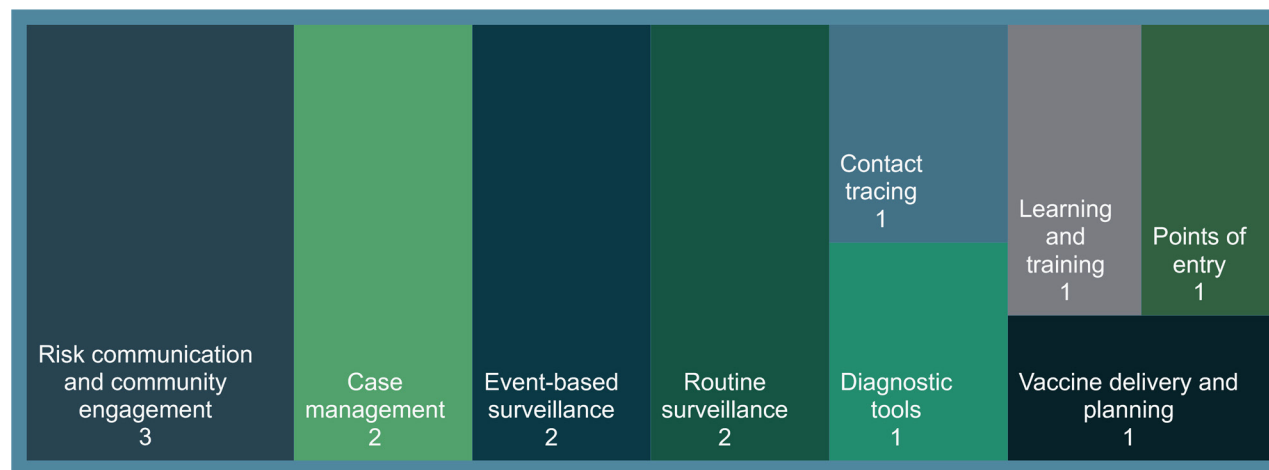 Risk communication
and community
engagement
3
Case
management
2
Event-based
surveillance
2
Routine
surveillance
2
Contact
tracing
1
Diagnostic
tools
1
Learning
and
training
1
Points of
entry
1
Vaccine delivery and
planning
1